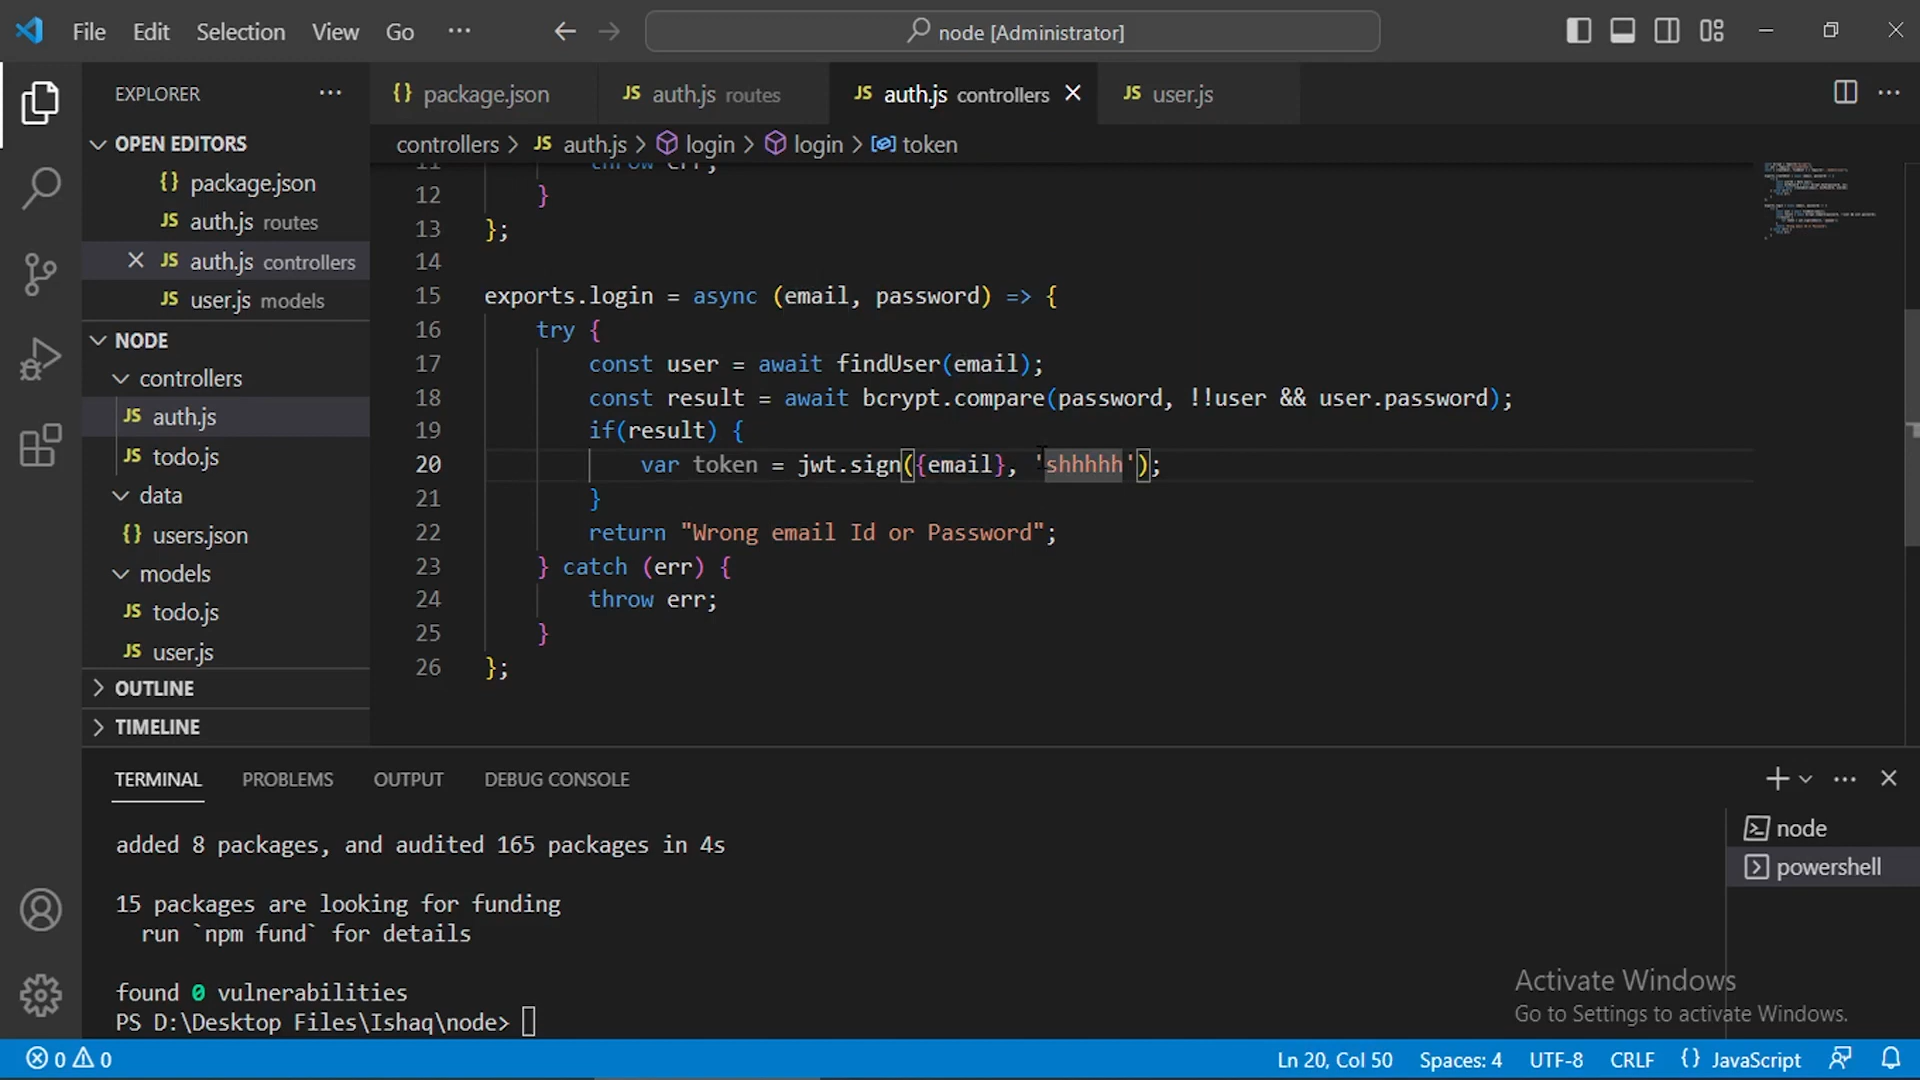 File Edit Selection View Go ···
node [Administrator]
EXPLORER ···
OPEN EDITORS
{} package.json
JS auth.js routes
JS auth.js controllers
JS user.js models
NODE
controllers
JS auth.js
JS todo.js
data
{} users.json
models
JS todo.js
JS user.js
OUTLINE
TIMELINE
{} package.json
JS auth.js routes
JS auth.js controllers
JS user.js
controllers > JS auth.js > login > login > token
11 throw err;
12 }
13 };
14
15 exports.login = async (email, password) => {
16 try {
17 const user = await findUser(email);
18 const result = await bcrypt.compare(password, !!user && user.password);
19 if(result) {
20 var token = jwt.sign({email}, 'shhhhh');
21 }
22 return "Wrong email Id or Password";
23 } catch (err) {
24 throw err;
25 }
26 };
TERMINAL PROBLEMS OUTPUT DEBUG CONSOLE
added 8 packages, and audited 165 packages in 4s
15 packages are looking for funding
run `npm fund` for details
found 0 vulnerabilities
PS D:\Desktop Files\Ishaq\node>
node
powershell
Activate Windows
Go to Settings to activate Windows.
0 0
Ln 20, Col 50 Spaces: 4 UTF-8 CRLF {} JavaScript